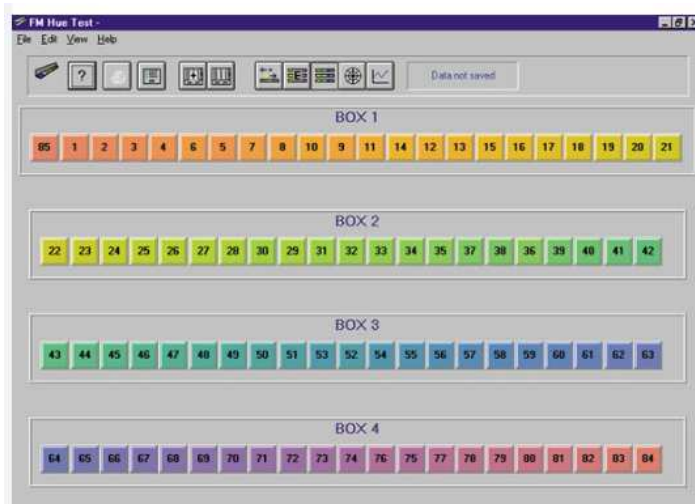 FM Hue Test -
File Edit View Help
? E Data not saved
BOX 1
85 1 2 3 4 6 5 7 8 10 9 11 14 12 13 15 16 17 18 19 20 21
BOX 2
22 23 24 25 26 27 28 30 29 31 32 33 34 35 37 38 36 39 40 41 42
BOX 3
43 44 45 46 47 48 49 50 51 53 52 54 55 56 57 58 59 60 61 62 63
BOX 4
64 65 66 67 68 69 70 71 72 73 74 76 75 77 78 79 80 81 82 83 84